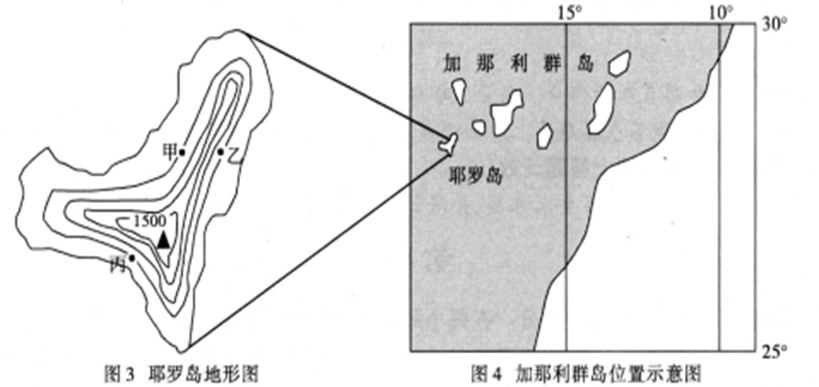 15° 10°
30°
加那利群岛
甲
乙
耶罗岛
1500
丙
25°
图3 耶罗岛地形图
图4 加那利群岛位置示意图